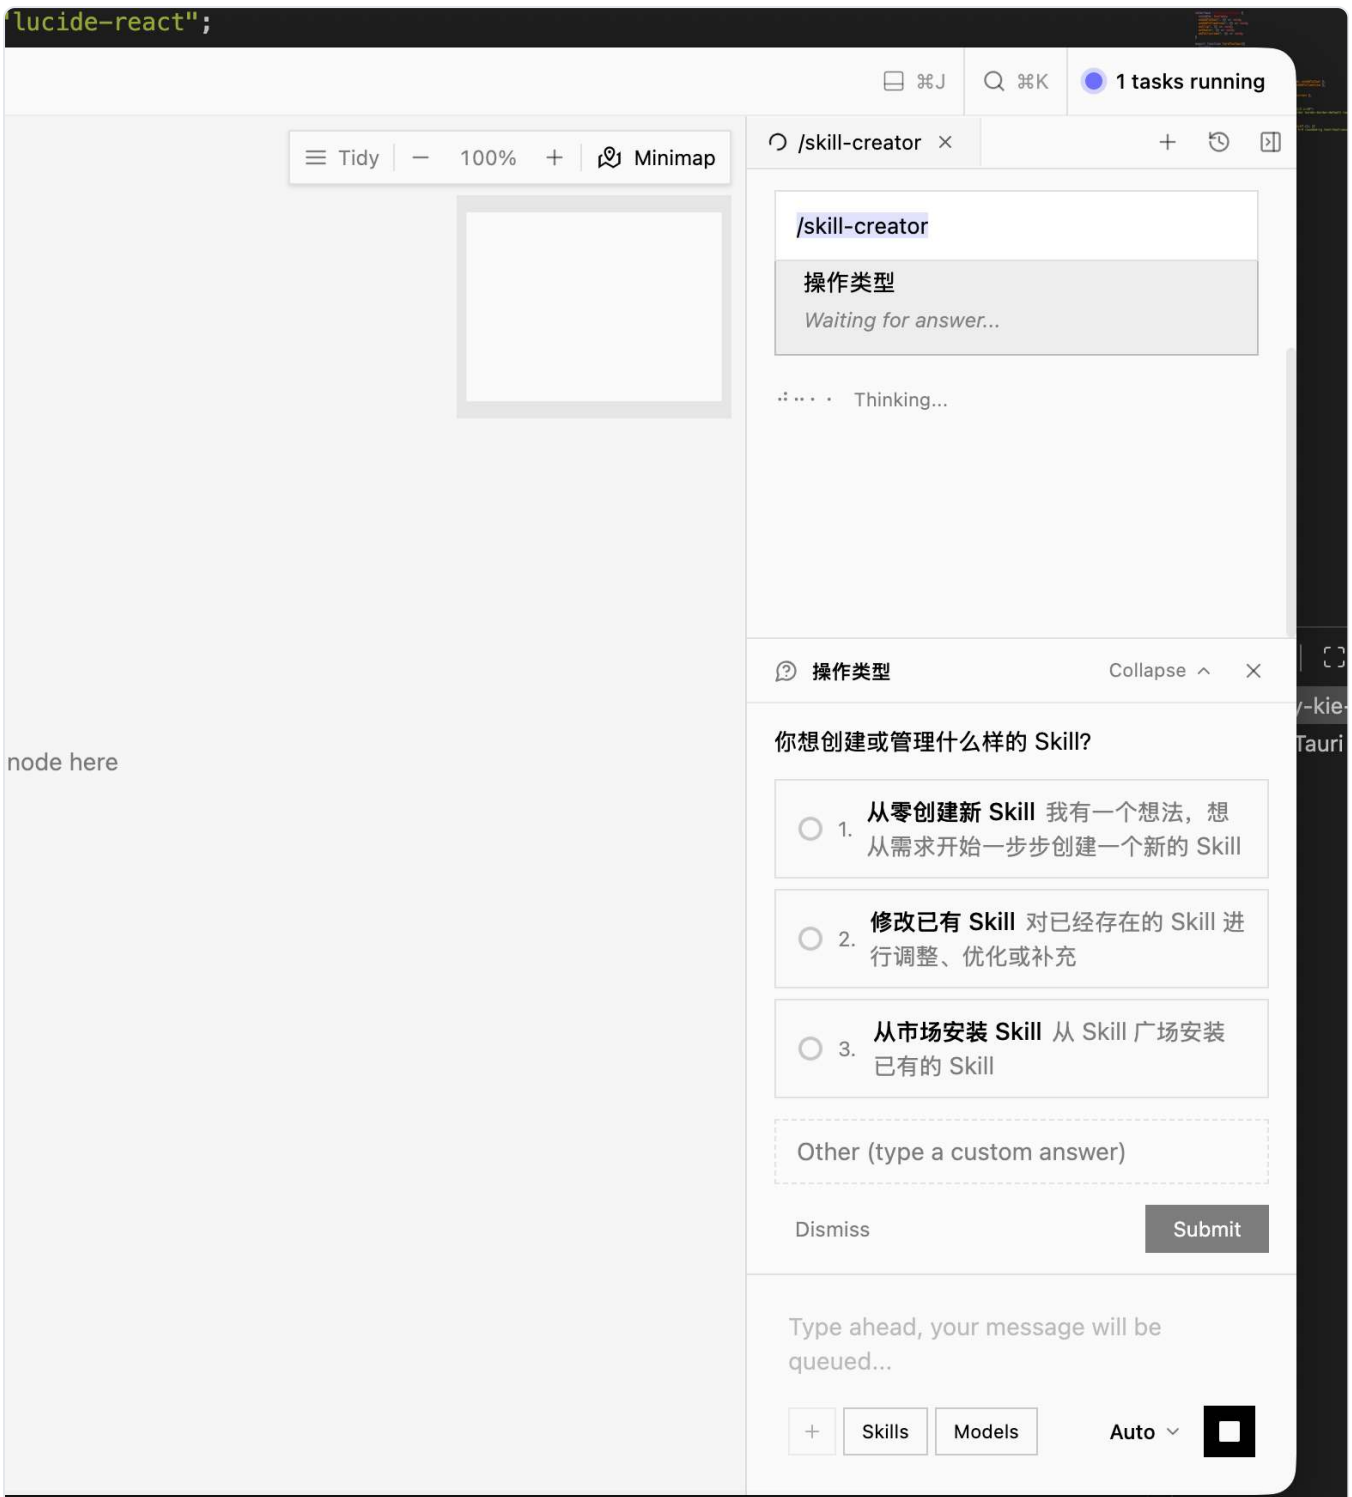 "lucide-react";
⌘J
⌘K
1 tasks running
Tidy
100%
Minimap
/skill-creator
/skill-creator
操作类型
Waiting for answer...
Thinking...
操作类型
Collapse
你想创建或管理什么样的 Skill?
1. 从零创建新 Skill 我有一个想法，想
从需求开始一步步创建一个新的 Skill
2. 修改已有 Skill 对已经存在的 Skill 进
行调整、优化或补充
3. 从市场安装 Skill 从 Skill 广场安装
已有的 Skill
Other (type a custom answer)
Dismiss
Submit
Type ahead, your message will be
queued...
Skills
Models
Auto
node here
y-kie-
Tauri